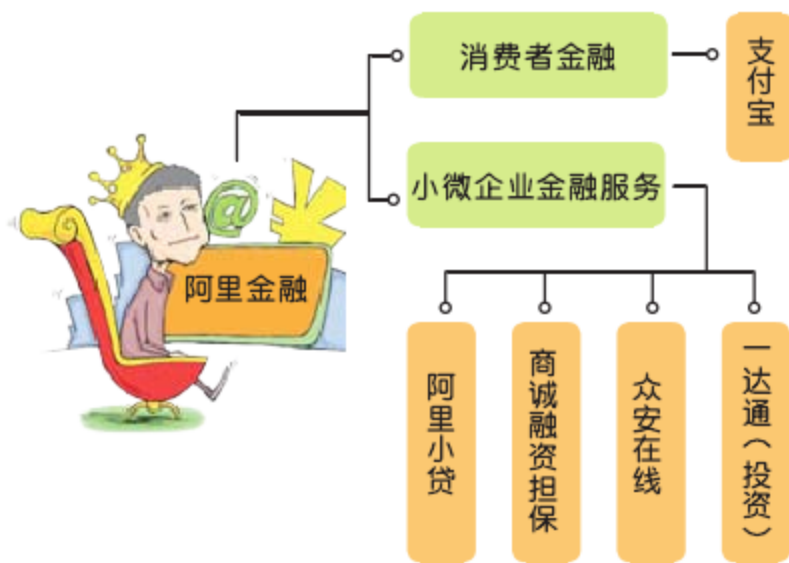 消费者金融
支付宝
小微企业金融服务
@
阿里金融
阿里小贷
商诚融资担保
众安在线
一达通(投资)